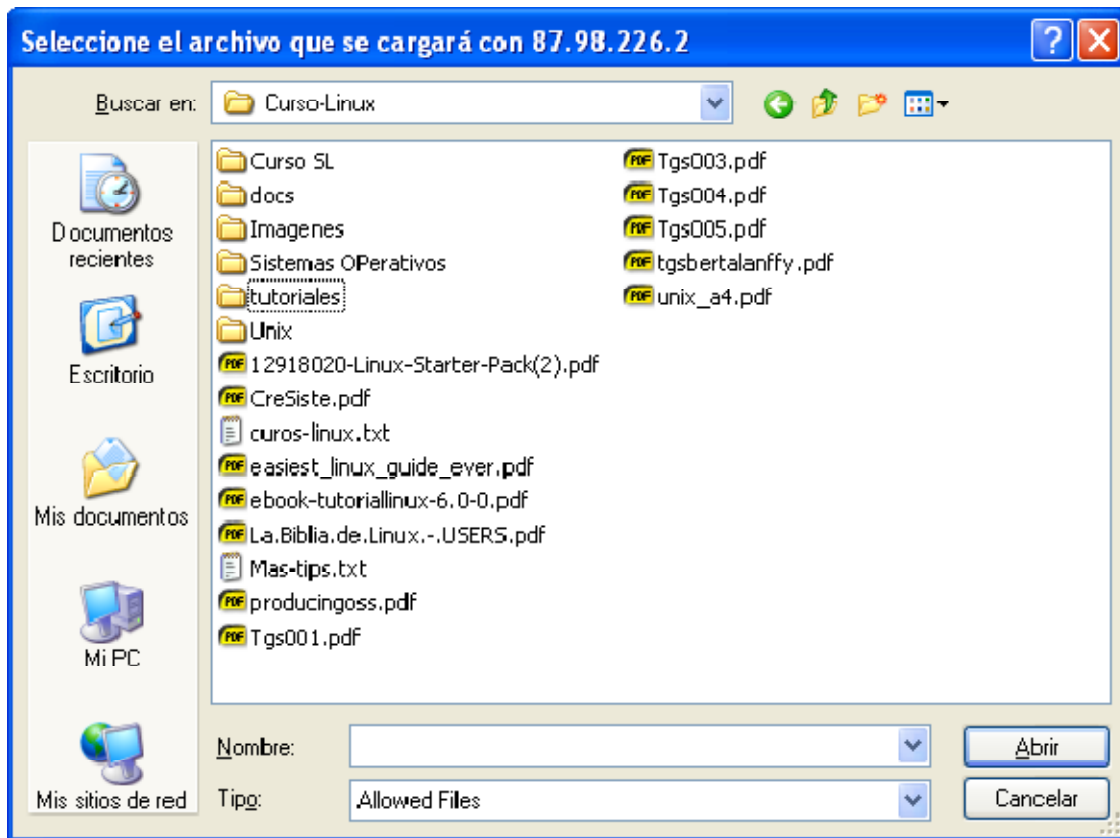 Seleccione el archivo que se cargará con 87.98.226.2
Buscar en:
Curso-Linux
Documentos
recientes
Escritorio
Mis documentos
Mi PC
Mis sitios de red
Curso SL
docs
Imagenes
Sistemas OPerativos
tutoriales
Unix
12918020-Linux-Starter-Pack(2).pdf
CreSiste.pdf
curos-linux.txt
easiest_linux_guide_ever.pdf
ebook-tutoriallinux-6.0-0.pdf
La.Biblia.de.Linux.-.USERS.pdf
Mas-tips.txt
producingoss.pdf
Tgs001.pdf
Tgs003.pdf
Tgs004.pdf
Tgs005.pdf
tgsbertalanffy.pdf
unix_a4.pdf
Nombre:
Abrir
Tipo:
Allowed Files
Cancelar